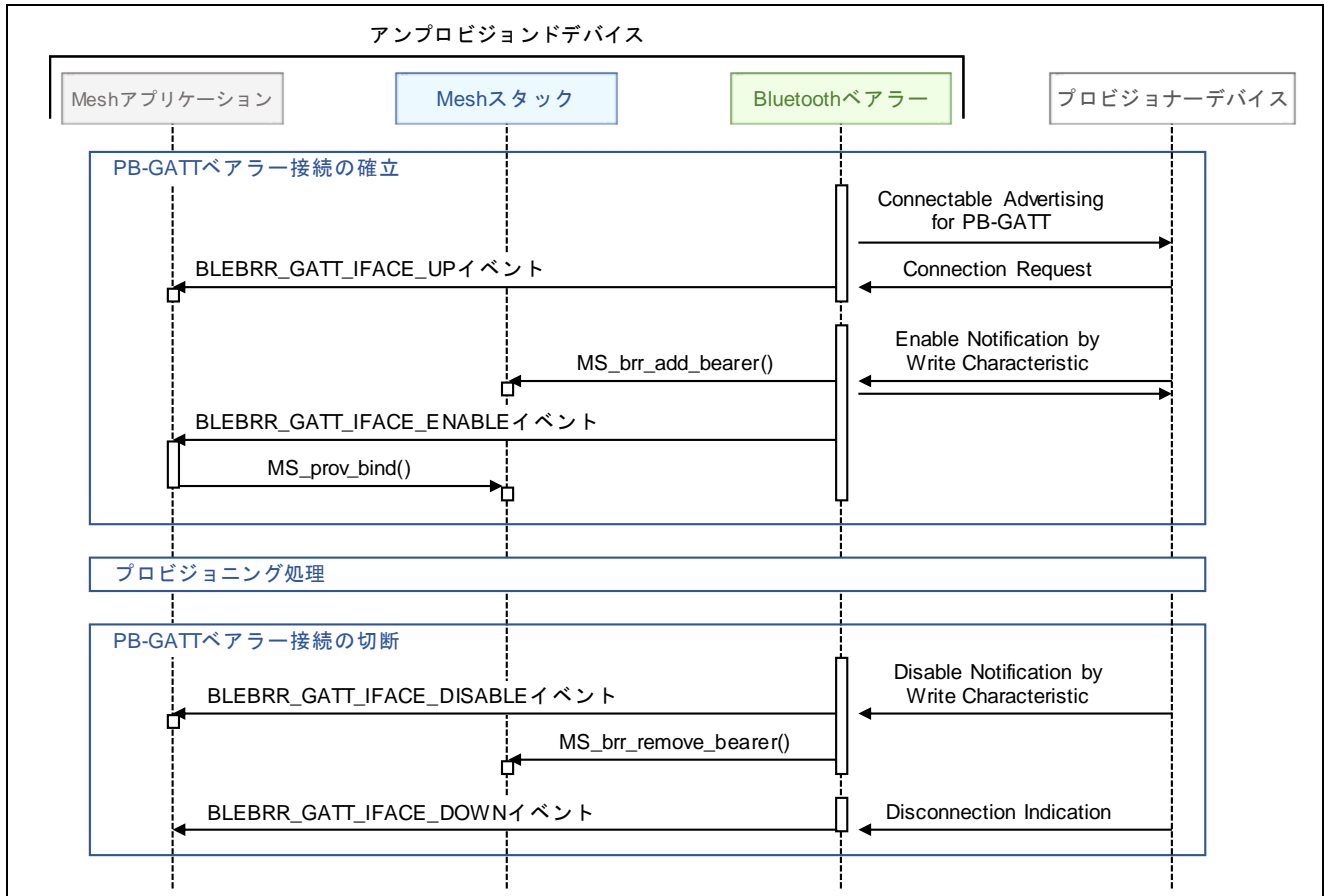 アンプロビジョンドデバイス
Meshアプリケーション
Meshスタック
Bluetoothベアラー
プロビジョナーデバイス
PB-GATTベアラー接続の確立
Connectable Advertising
for PB-GATT
BLEBRR_GATT_IFACE_UPイベント
Connection Request
Enable Notification by
Write Characteristic
MS_brr_add_bearer()
BLEBRR_GATT_IFACE_ENABLEイベント
MS_prov_bind()
プロビジョニング処理
PB-GATTベアラー接続の切断
Disable Notification by
Write Characteristic
BLEBRR_GATT_IFACE_DISABLEイベント
MS_brr_remove_bearer()
BLEBRR_GATT_IFACE_DOWNイベント
Disconnection Indication